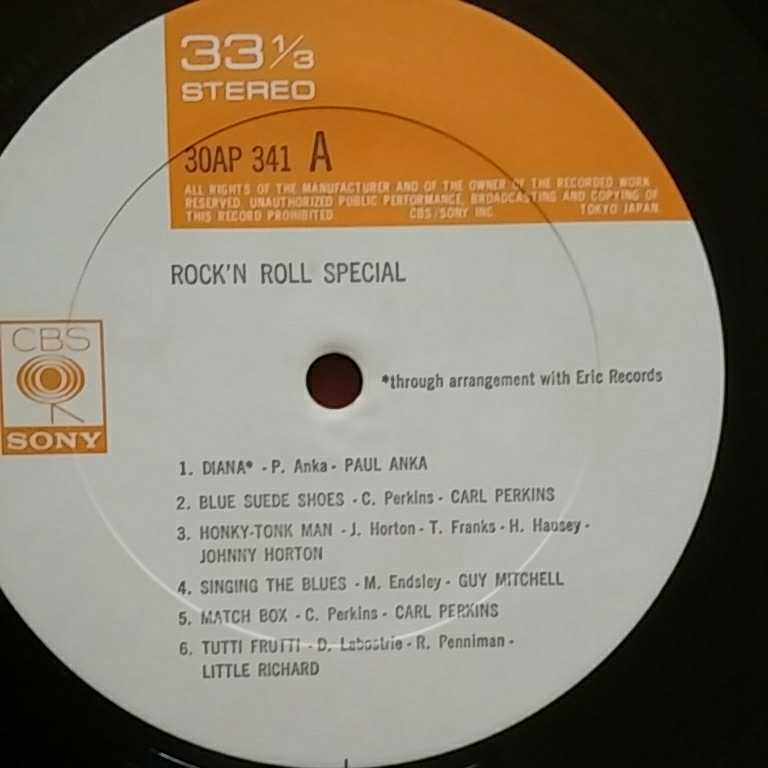 33 1/3
STEREO
30AP 341 A
ALL RIGHTS OF THE MANUFACTURER AND OF THE OWNER OF THE RECORDED WORK
RESERVED. UNAUTHORIZED PUBLIC PERFORMANCE, BROADCASTING AND COPYING OF
THIS RECORD PROHIBITED. CBS/SONY INC. TOKYO JAPAN
ROCK'N ROLL SPECIAL
CBS
SONY
*through arrangement with Eric Records
1. DIANA* - P. Anka - PAUL ANKA
2. BLUE SUEDE SHOES - C. Perkins - CARL PERKINS
3. HONKY-TONK MAN - J. Horton - T. Franks - H. Hausey -
JOHNNY HORTON
4. SINGING THE BLUES - M. Endsley - GUY MITCHELL
5. MATCH BOX - C. Perkins - CARL PERKINS
6. TUTTI FRUTTI - D. Labostrie - R. Penniman -
LITTLE RICHARD